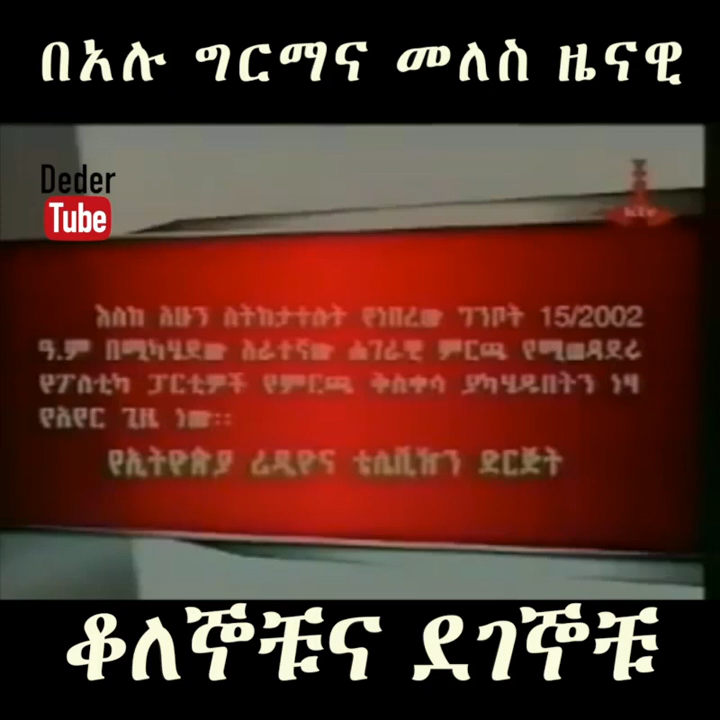 በአሉ ግርማና መለስ ዜናዊ
Deder
Tube
እስከ አሁን ስትከታተሉት የነበረው ግንቦት 15/2002
ዓ.ም በሚካሄደው አራተኛው ሀገራዊ ምርጫ የሚወዳደሩ
የፖለቲካ ፓርቲዎች የምርጫ ቅስቀሳ ያካሄዱበትን ነፃ
የአየር ጊዜ ነው፡፡
የኢትዮጵያ ሬዲዮና ቴሌቪዥን ድርጅት
ቆለኞቹና ደገኞቹ